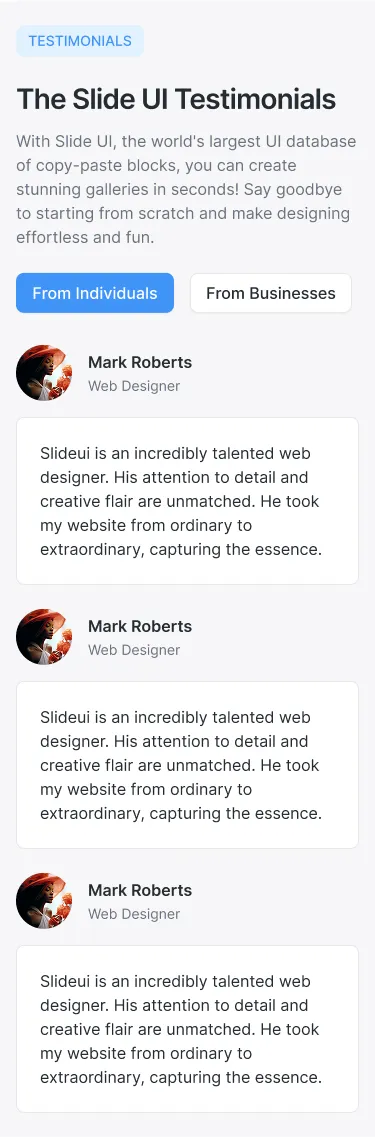 TESTIMONIALS
The Slide UI Testimonials
With Slide UI, the world's largest UI database
of copy-paste blocks, you can create
stunning galleries in seconds! Say goodbye
to starting from scratch and make designing
effortless and fun.
From Individuals
From Businesses
Mark Roberts
Web Designer
Slideui is an incredibly talented web
designer. His attention to detail and
creative flair are unmatched. He took
my website from ordinary to
extraordinary, capturing the essence.
Mark Roberts
Web Designer
Slideui is an incredibly talented web
designer. His attention to detail and
creative flair are unmatched. He took
my website from ordinary to
extraordinary, capturing the essence.
Mark Roberts
Web Designer
Slideui is an incredibly talented web
designer. His attention to detail and
creative flair are unmatched. He took
my website from ordinary to
extraordinary, capturing the essence.